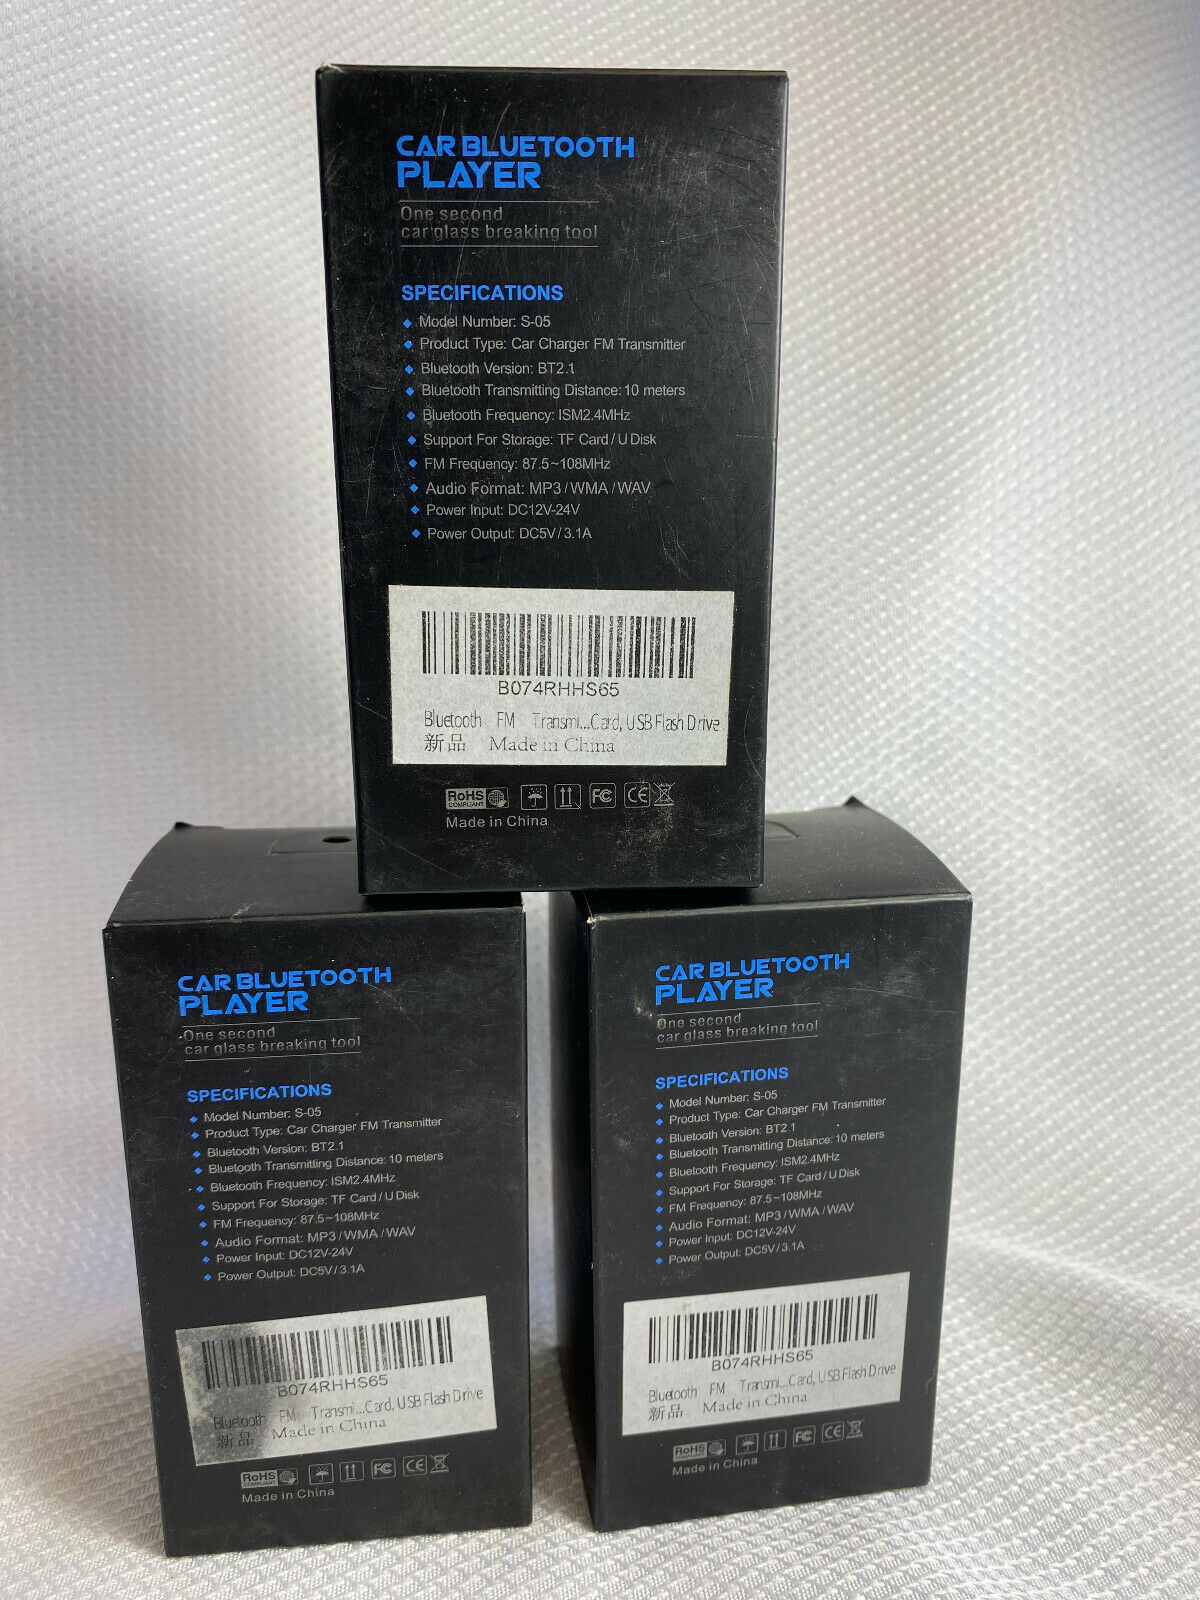 CAR BLUETOOTH
PLAYER
One second
car glass breaking tool
SPECIFICATIONS
Model Number: S-05
Product Type: Car Charger FM Transmitter
Bluetooth Version: BT2.1
Bluetooth Transmitting Distance: 10 meters
Bluetooth Frequency: ISM2.4MHz
Support For Storage: TF Card / U Disk
FM Frequency: 87.5~108MHz
Audio Format: MP3 / WMA / WAV
Power Input: DC12V-24V
Power Output: DC5V / 3.1A
B074RHHS65
Bluetooth FM Transmi...Card, USB Flash Drive
新品 Made in China
RoHS FC CE
COMPLIANT
Made in China
CAR BLUETOOTH
PLAYER
One second
car glass breaking tool
SPECIFICATIONS
Model Number: S-05
Product Type: Car Charger FM Transmitter
Bluetooth Version: BT2.1
Bluetooth Transmitting Distance: 10 meters
Bluetooth Frequency: ISM2.4MHz
Support For Storage: TF Card / U Disk
FM Frequency: 87.5~108MHz
Audio Format: MP3 / WMA / WAV
Power Input: DC12V-24V
Power Output: DC5V / 3.1A
B074RHHS65
Bluetooth FM Transmi...Card, USB Flash Drive
新品 Made in China
RoHS FC CE
COMPLIANT
Made in China
CAR BLUETOOTH
PLAYER
One second
car glass breaking tool
SPECIFICATIONS
Model Number: S-05
Product Type: Car Charger FM Transmitter
Bluetooth Version: BT2.1
Bluetooth Transmitting Distance: 10 meters
Bluetooth Frequency: ISM2.4MHz
Support For Storage: TF Card / U Disk
FM Frequency: 87.5~108MHz
Audio Format: MP3 / WMA / WAV
Power Input: DC12V-24V
Power Output: DC5V / 3.1A
B074RHHS65
Bluetooth FM Transmi...Card, USB Flash Drive
新品 Made in China
RoHS FC CE
COMPLIANT
Made in China